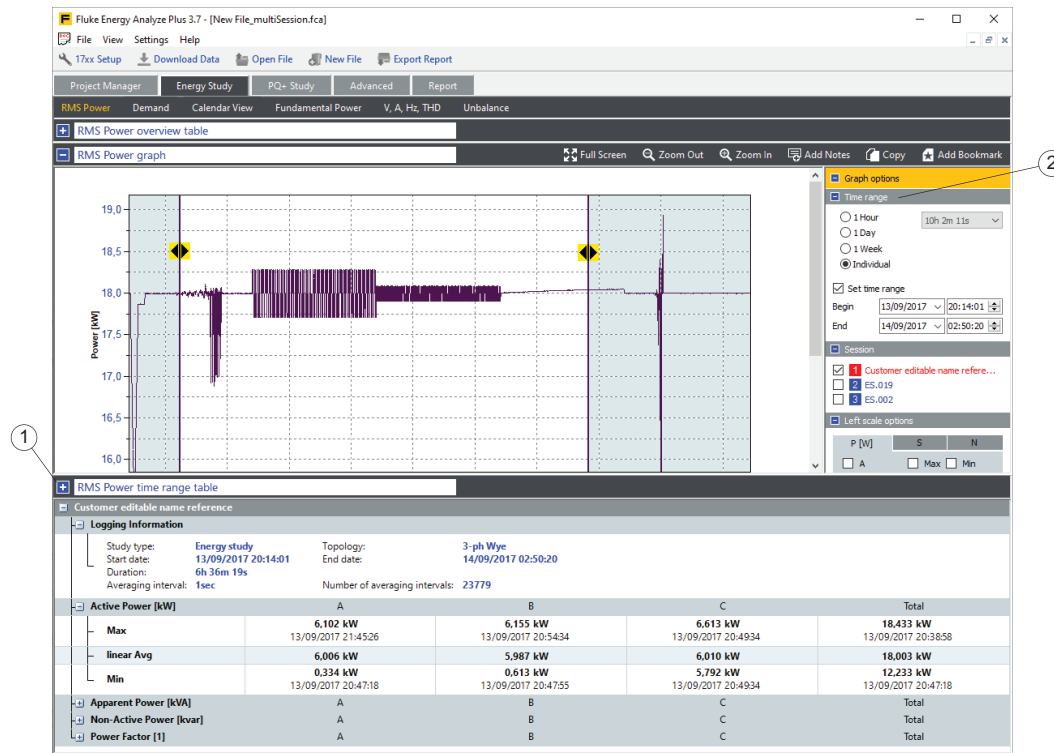 Fluke Energy Analyze Plus 3.7 - [New File_multiSession.fca]
File View Settings Help
17xx Setup Download Data Open File New File Export Report
Project Manager Energy Study PQ+ Study Advanced Report
RMS Power Demand Calendar View Fundamental Power V, A, Hz, THD Unbalance
RMS Power overview table
RMS Power graph Full Screen Zoom Out Zoom In Add Notes Copy Add Bookmark
2
Graph options
Time range
1 Hour 10h 2m 11s
1 Day
1 Week
Individual
Set time range
Begin 13/09/2017 20:14:01
End 14/09/2017 02:50:20
Session
1 Customer editable name refere...
2 ES.019
3 ES.002
Left scale options
P [W] S N
A Max Min
Power [kW]
19,0
18,5
18,0
17,5
17,0
16,5
16,0
1
RMS Power time range table
Customer editable name reference
Logging Information
Study type: Energy study Topology: 3-ph Wye
Start date: 13/09/2017 20:14:01 End date: 14/09/2017 02:50:20
Duration: 6h 36m 19s
Averaging interval: 1sec Number of averaging intervals: 23779
Active Power [kW] A B C Total
Max 6,102 kW 6,155 kW 6,613 kW 18,433 kW
13/09/2017 21:45:26 13/09/2017 20:54:34 13/09/2017 20:49:34 13/09/2017 20:38:58
linear Avg 6,006 kW 5,987 kW 6,010 kW 18,003 kW
Min 0,334 kW 0,613 kW 5,792 kW 12,233 kW
13/09/2017 20:47:18 13/09/2017 20:47:55 13/09/2017 20:49:34 13/09/2017 20:47:18
Apparent Power [kVA] A B C Total
Non-Active Power [kvar] A B C Total
Power Factor [1] A B C Total